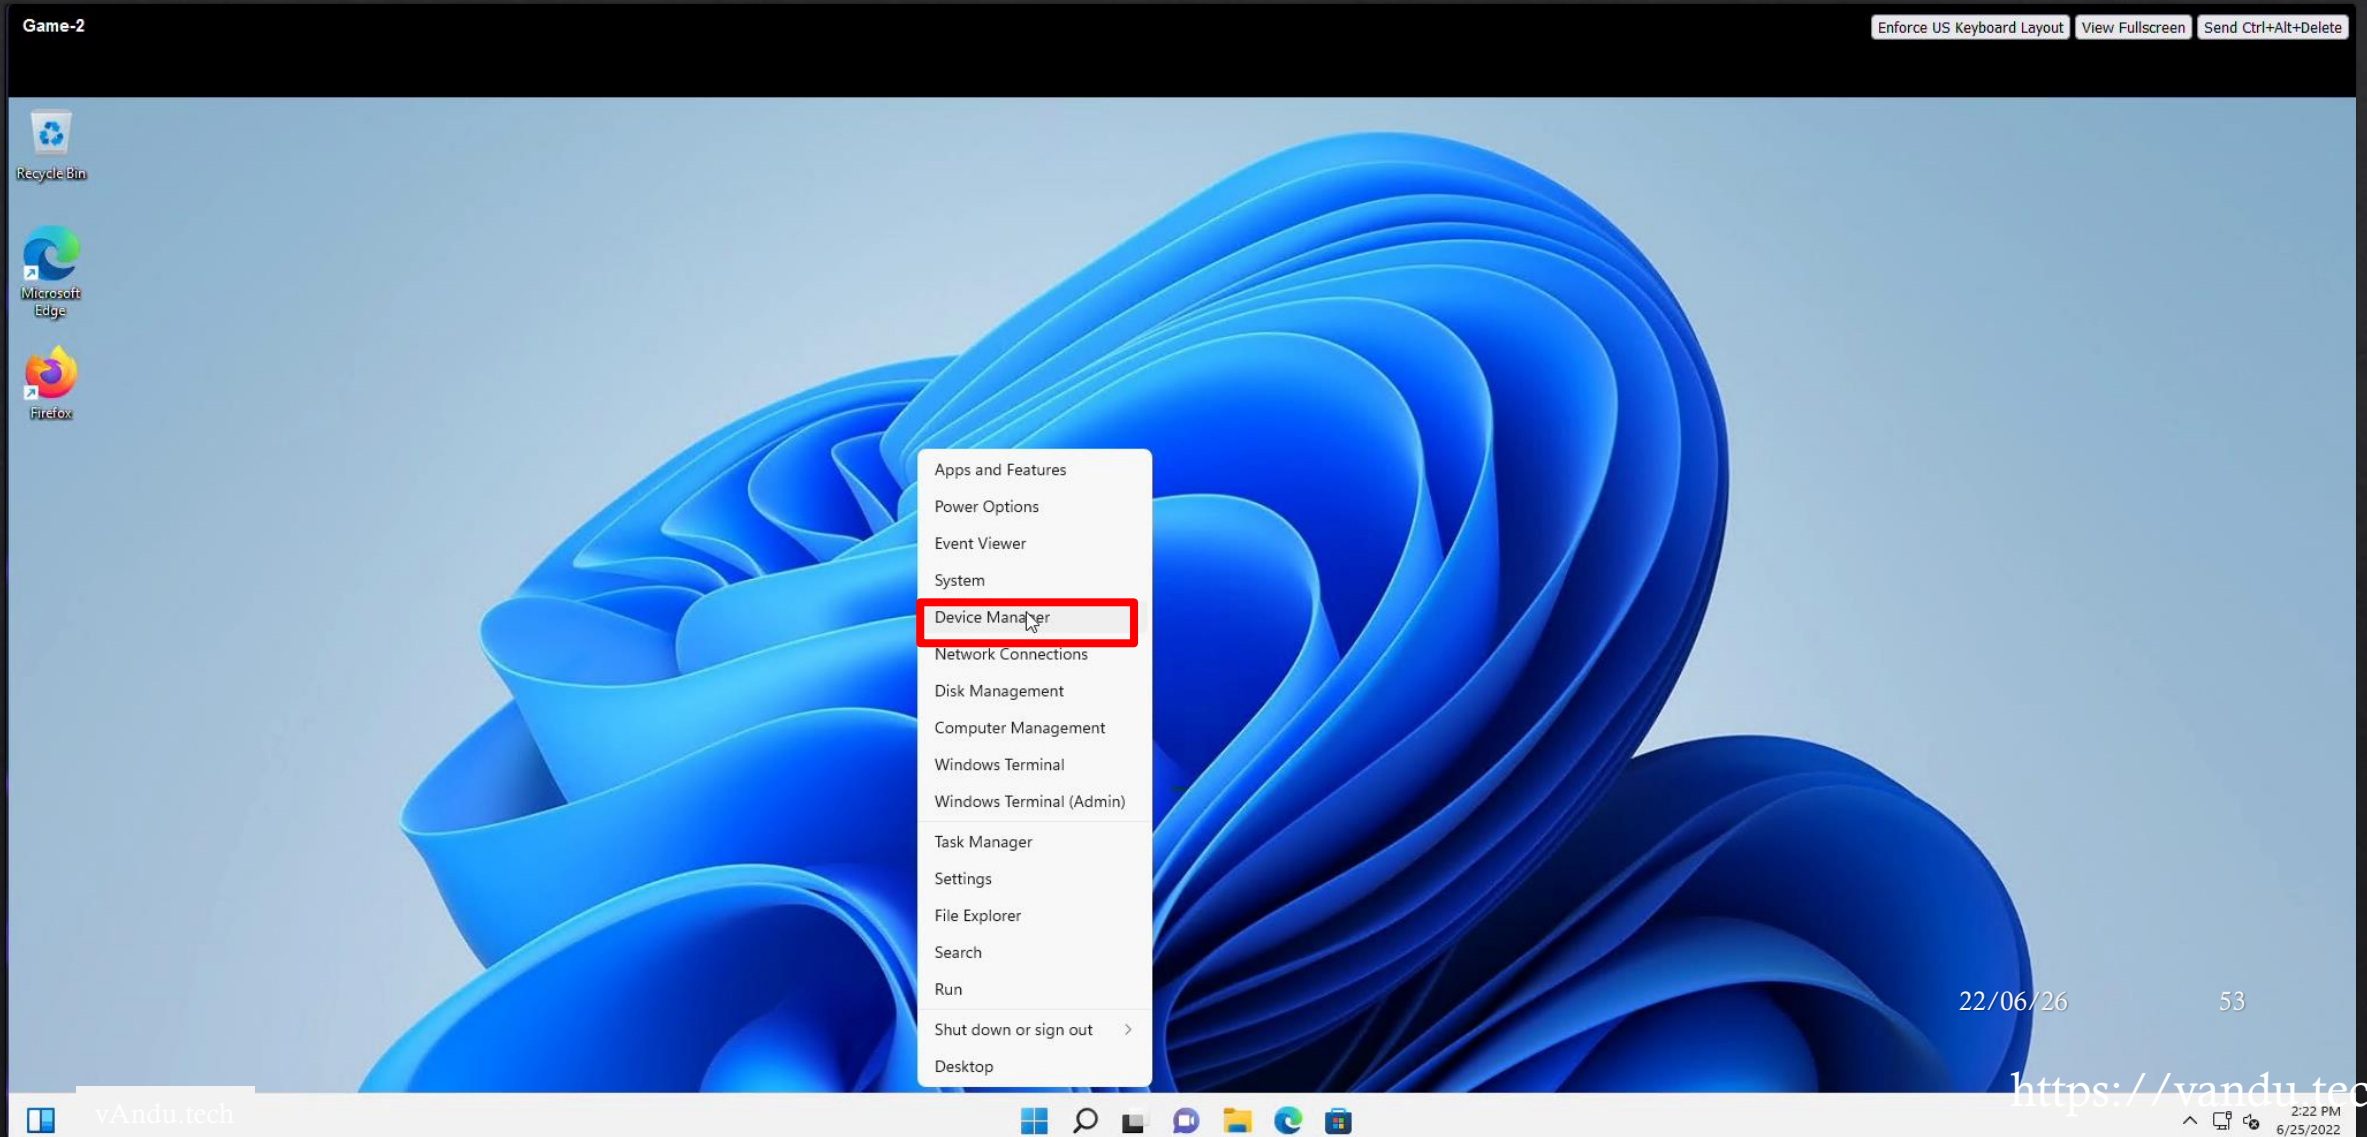 Game-2
Enforce US Keyboard Layout
View Fullscreen
Send Ctrl+Alt+Delete
Recycle Bin
Microsoft
Edge
Firefox
Apps and Features
Power Options
Event Viewer
System
Device Manager
Network Connections
Disk Management
Computer Management
Windows Terminal
Windows Terminal (Admin)
Task Manager
Settings
File Explorer
Search
Run
Shut down or sign out
Desktop
22/06/26
53
vAndu.tech
https://vandu.tec
2:22 PM
6/25/2022